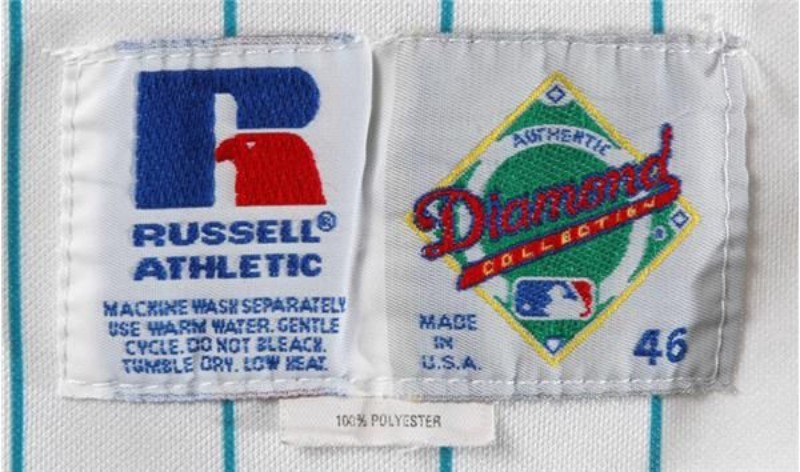 RUSSELL®
ATHLETIC
MACHINE WASH SEPARATELY
USE WARM WATER. GENTLE
CYCLE. DO NOT BLEACH.
TUMBLE DRY. LOW HEAT.
AUTHENTIC
Diamond
COLLECTION
MADE
IN
U.S.A.
46
100% POLYESTER